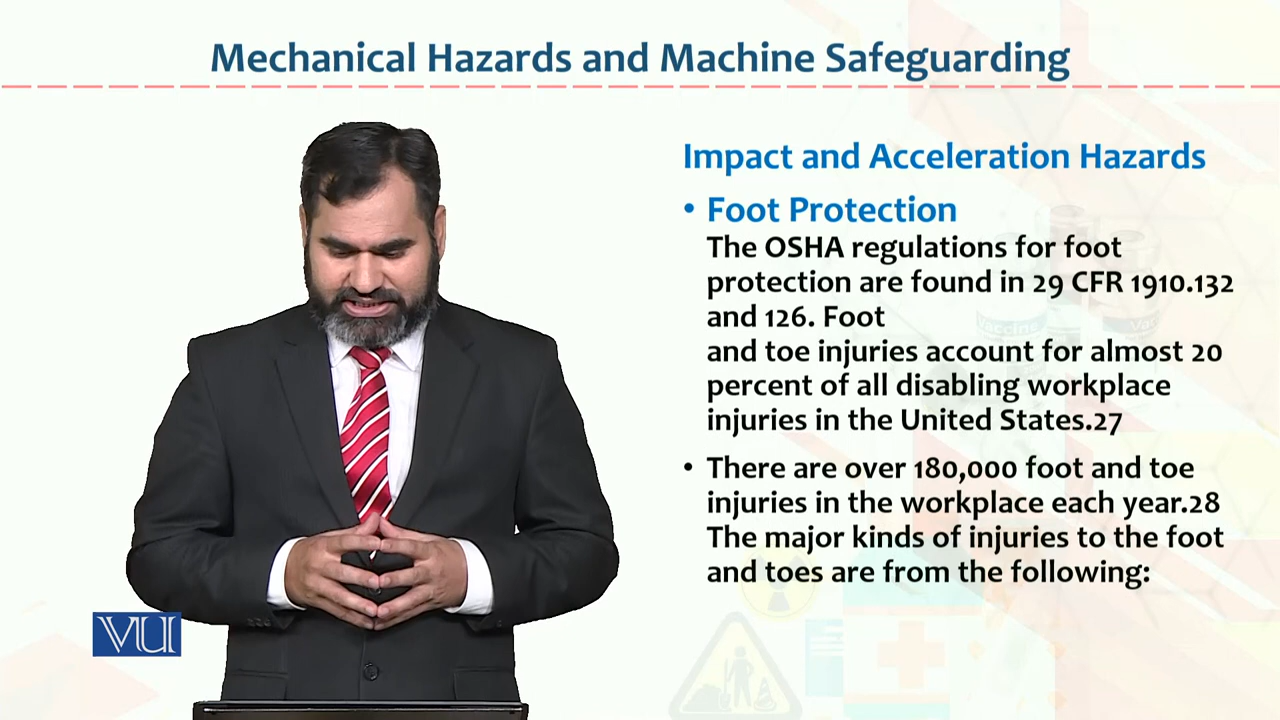 Mechanical Hazards and Machine Safeguarding
Impact and Acceleration Hazards
• Foot Protection
The OSHA regulations for foot
protection are found in 29 CFR 1910.132
and 126. Foot
and toe injuries account for almost 20
percent of all disabling workplace
injuries in the United States.27
• There are over 180,000 foot and toe
injuries in the workplace each year.28
The major kinds of injuries to the foot
and toes are from the following:
VU
Vaccine